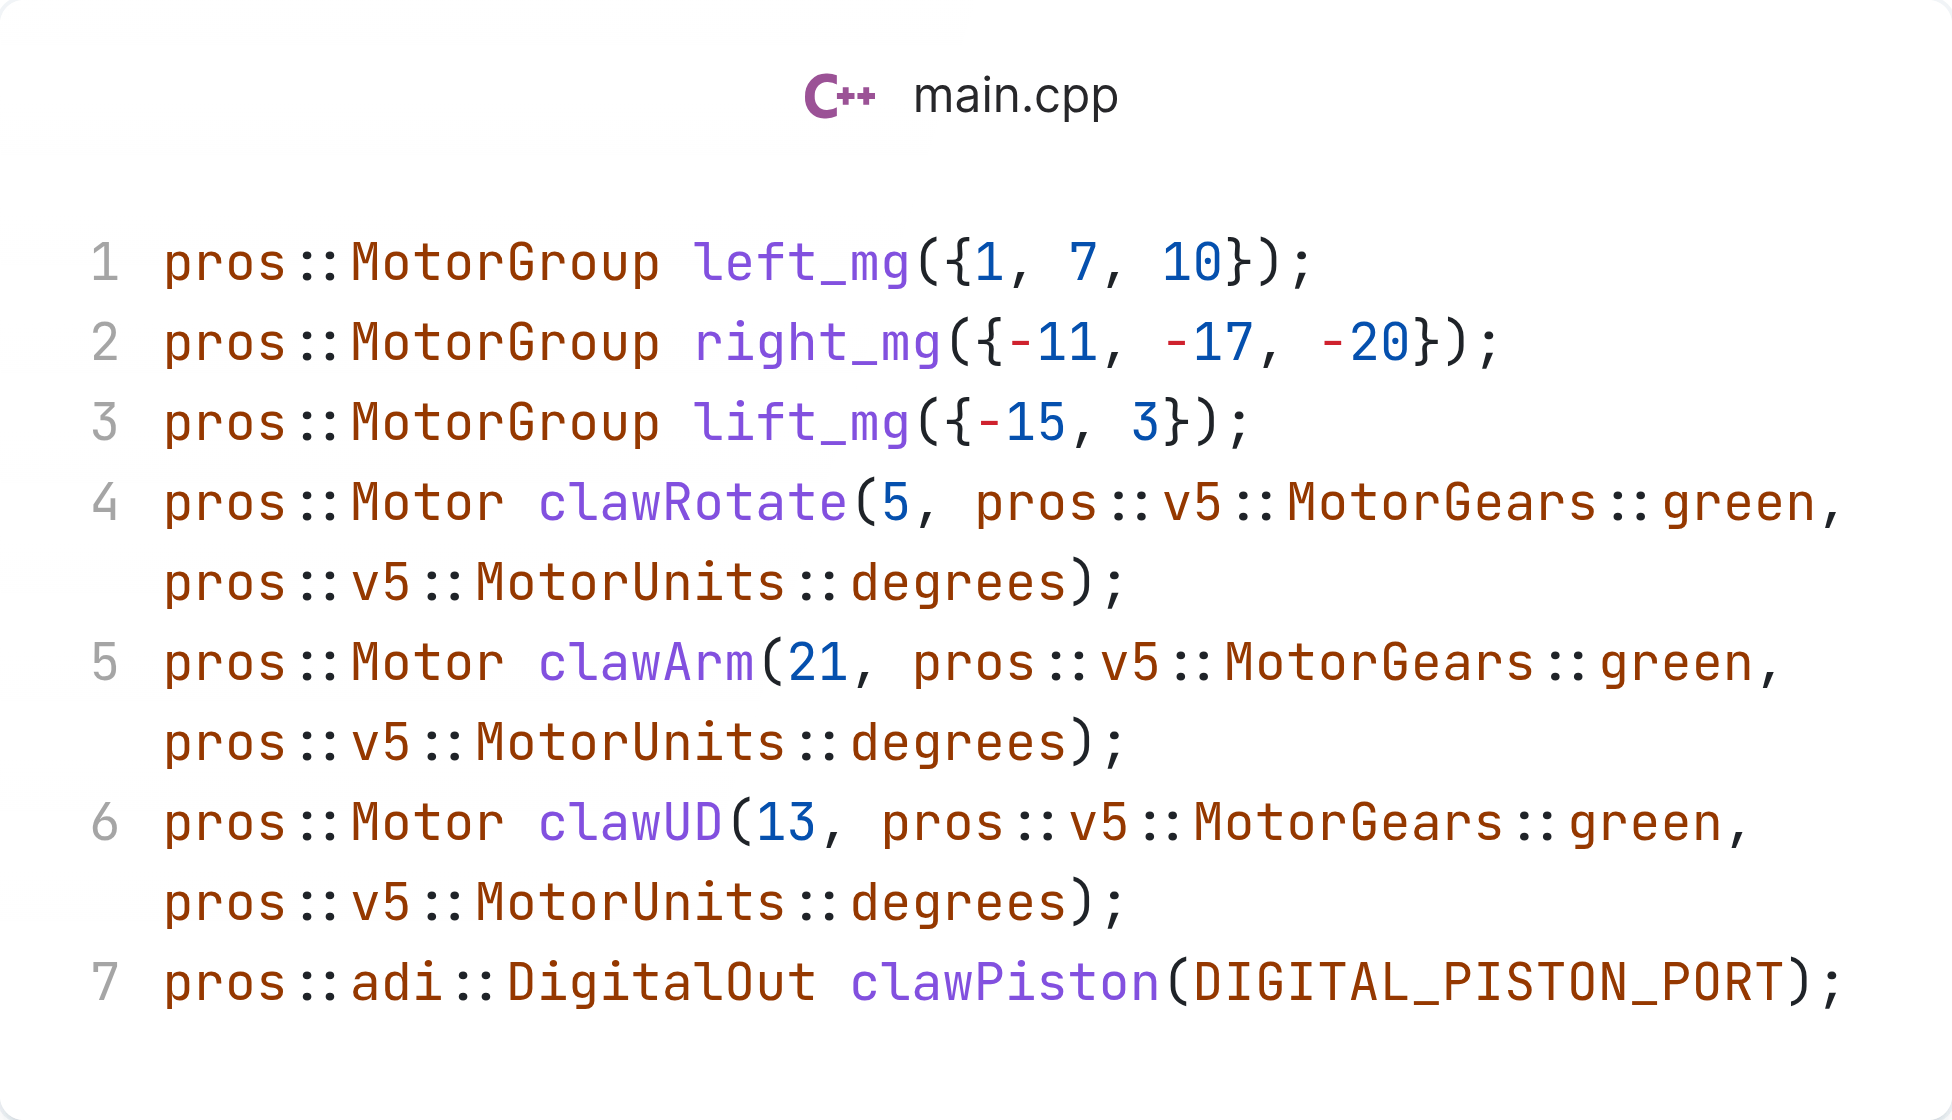 C++ main.cpp
1 pros::MotorGroup left_mg({1, 7, 10});
2 pros::MotorGroup right_mg({-11, -17, -20});
3 pros::MotorGroup lift_mg({-15, 3});
4 pros::Motor clawRotate(5, pros::v5::MotorGears::green,
pros::v5::MotorUnits::degrees);
5 pros::Motor clawArm(21, pros::v5::MotorGears::green,
pros::v5::MotorUnits::degrees);
6 pros::Motor clawUD(13, pros::v5::MotorGears::green,
pros::v5::MotorUnits::degrees);
7 pros::adi::DigitalOut clawPiston(DIGITAL_PISTON_PORT);